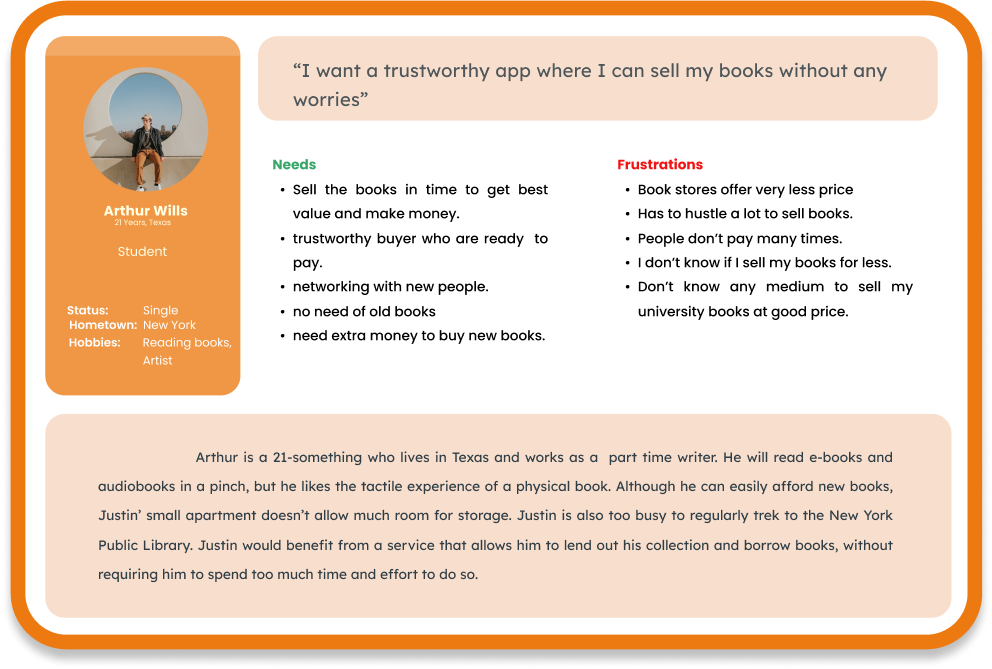 “I want a trustworthy app where I can sell my books without any
worries”
Arthur Wills
21 Years, Texas
Student
Status: Single
Hometown: New York
Hobbies: Reading books,
Artist
Needs
• Sell the books in time to get best
value and make money.
• trustworthy buyer who are ready to
pay.
• networking with new people.
• no need of old books
• need extra money to buy new books.
Frustrations
• Book stores offer very less price
• Has to hustle a lot to sell books.
• People don’t pay many times.
• I don’t know if I sell my books for less.
• Don’t know any medium to sell my
university books at good price.
Arthur is a 21-something who lives in Texas and works as a part time writer. He will read e-books and
audiobooks in a pinch, but he likes the tactile experience of a physical book. Although he can easily afford new books,
Justin’ small apartment doesn’t allow much room for storage. Justin is also too busy to regularly trek to the New York
Public Library. Justin would benefit from a service that allows him to lend out his collection and borrow books, without
requiring him to spend too much time and effort to do so.